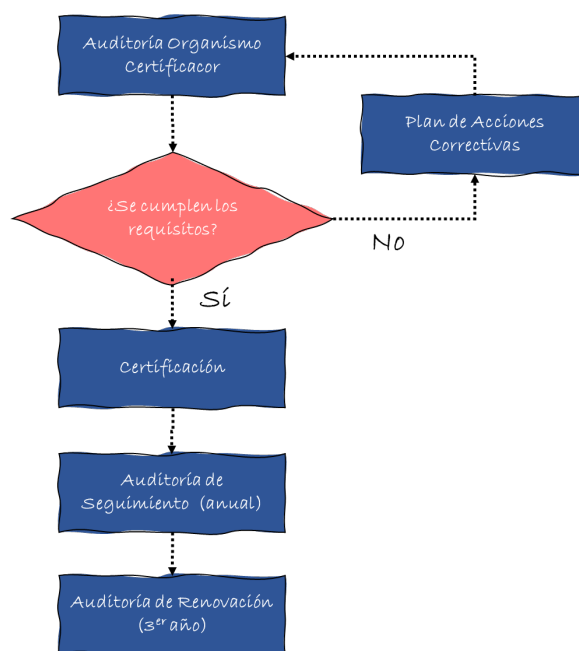 Auditoría Organismo
Certificacor
Plan de Acciones
Correctivas
¿Se cumplen los
requisitos?
No
Sí
Certificación
Auditoría de
Seguimiento (anual)
Auditoría de Renovación
(3er año)